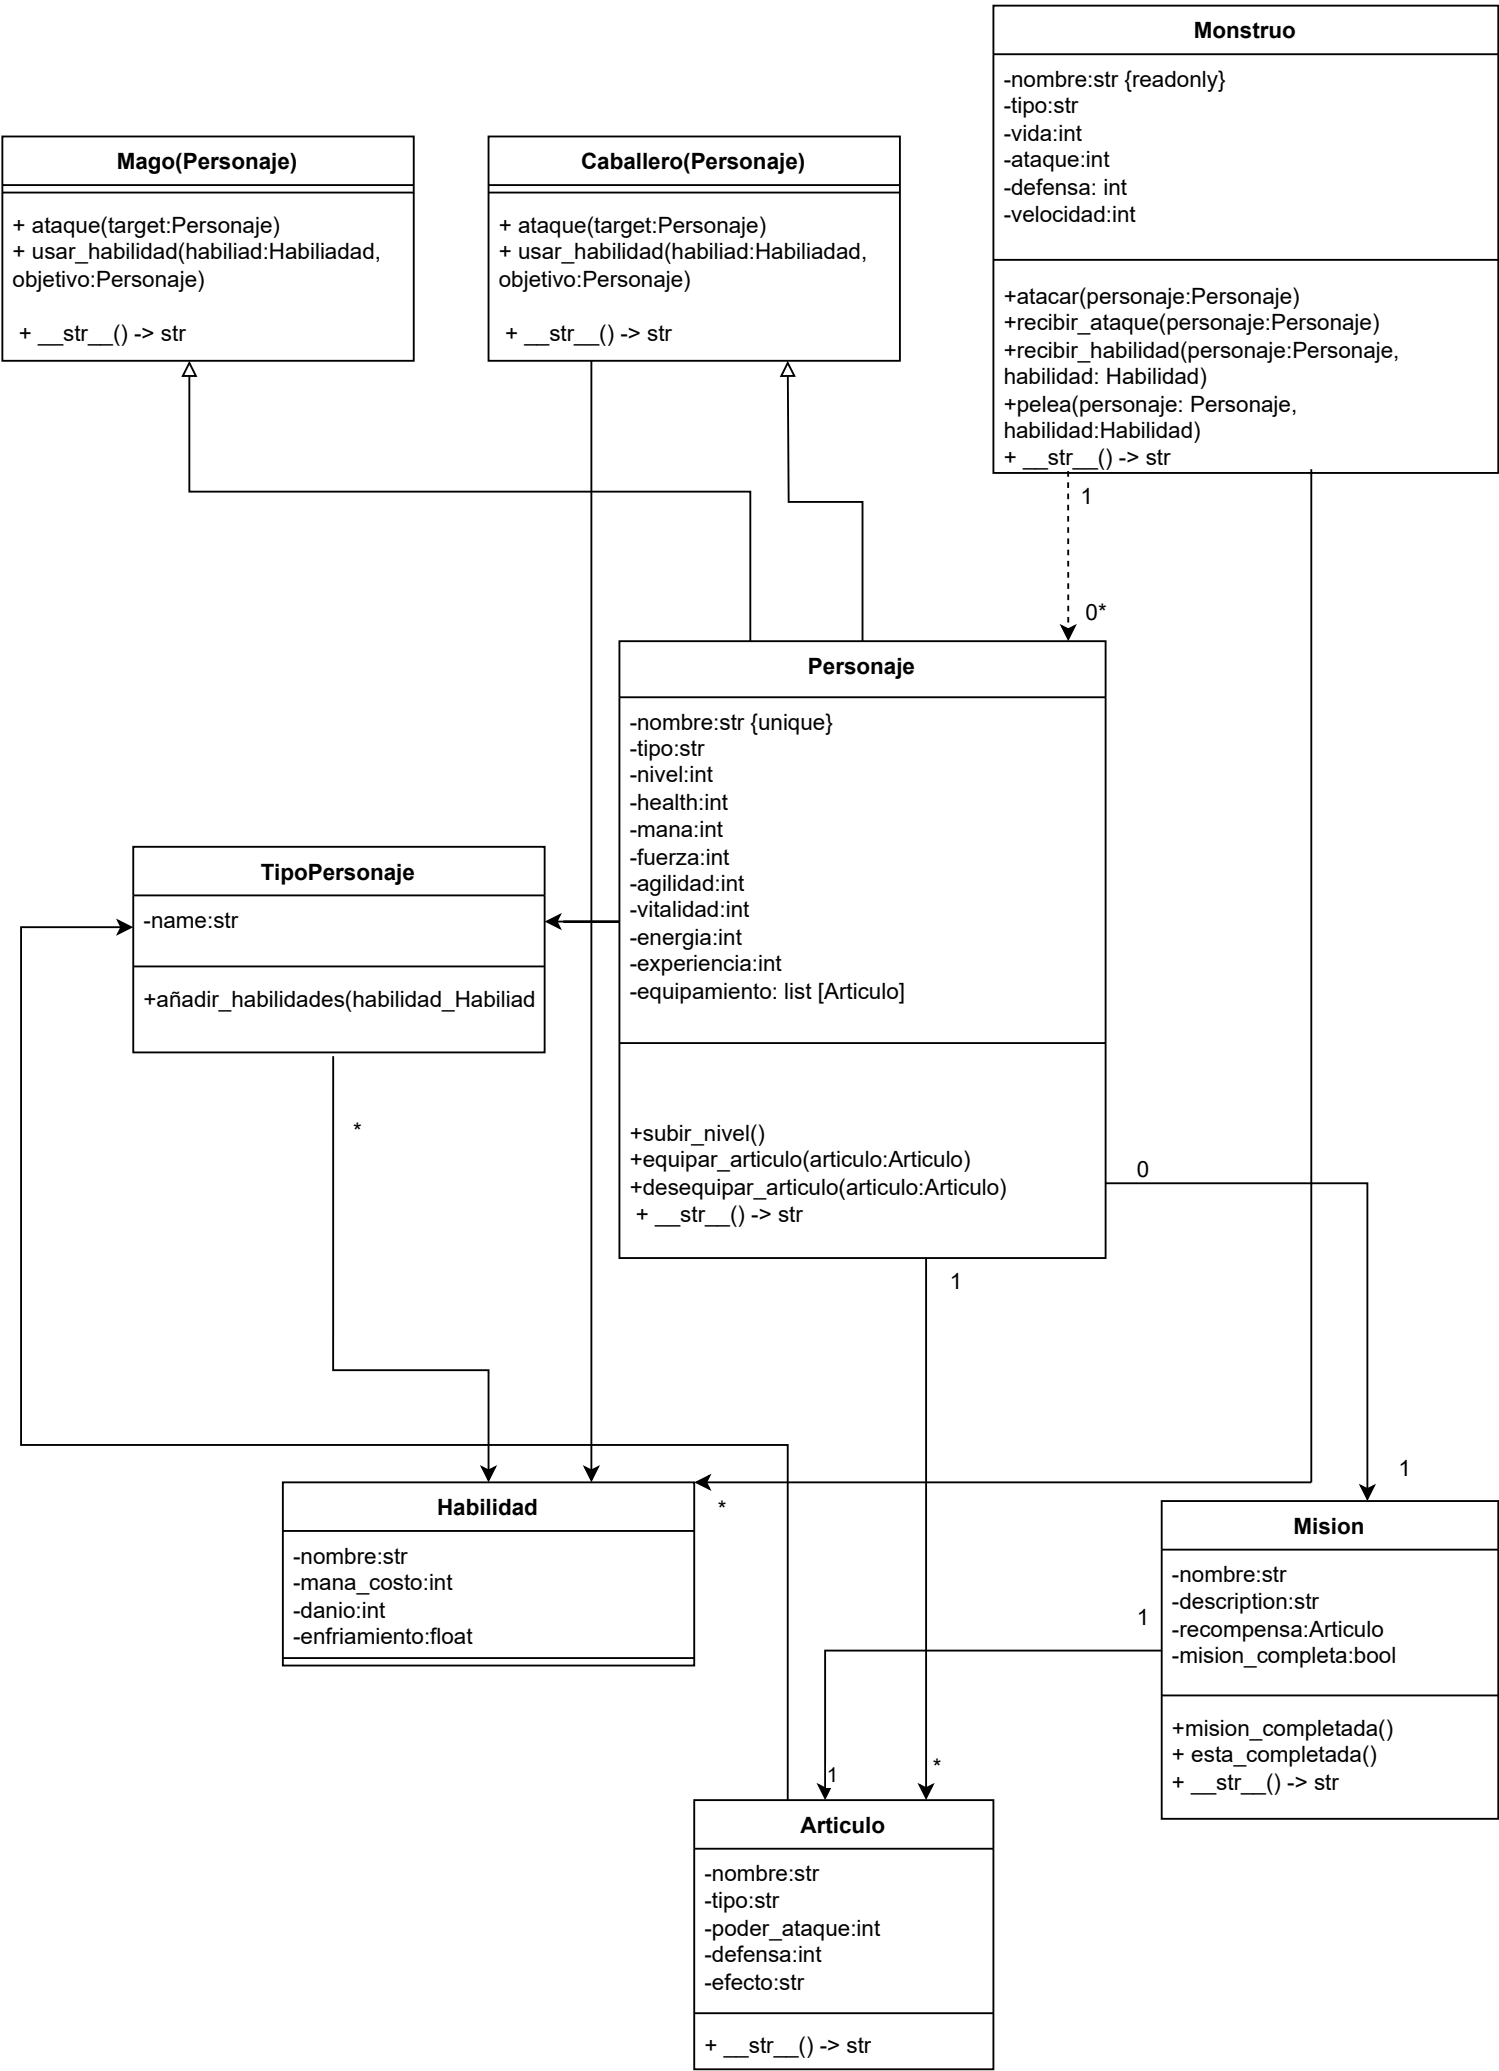 Monstruo
-nombre:str {readonly}
-tipo:str
-vida:int
-ataque:int
-defensa: int
-velocidad:int
+atacar(personaje:Personaje)
+recibir_ataque(personaje:Personaje)
+recibir_habilidad(personaje:Personaje,
habilidad: Habilidad)
+pelea(personaje: Personaje,
habilidad:Habilidad)
+ __str__() -> str
Mago(Personaje)
+ ataque(target:Personaje)
+ usar_habilidad(habiliad:Habiliadad,
objetivo:Personaje)
+ __str__() -> str
Caballero(Personaje)
+ ataque(target:Personaje)
+ usar_habilidad(habiliad:Habiliadad,
objetivo:Personaje)
+ __str__() -> str
1
0*
Personaje
-nombre:str {unique}
-tipo:str
-nivel:int
-health:int
-mana:int
-fuerza:int
-agilidad:int
-vitalidad:int
-energia:int
-experiencia:int
-equipamiento: list [Articulo]
+subir_nivel()
+equipar_articulo(articulo:Articulo)
+desequipar_articulo(articulo:Articulo)
+ __str__() -> str
TipoPersonaje
-name:str
+añadir_habilidades(habilidad_Habiliad
*
0
1
1
Habilidad
-nombre:str
-mana_costo:int
-danio:int
-enfriamiento:float
*
Mision
-nombre:str
-description:str
-recompensa:Articulo
-mision_completa:bool
+mision_completada()
+ esta_completada()
+ __str__() -> str
1
1
*
Articulo
-nombre:str
-tipo:str
-poder_ataque:int
-defensa:int
-efecto:str
+ __str__() -> str